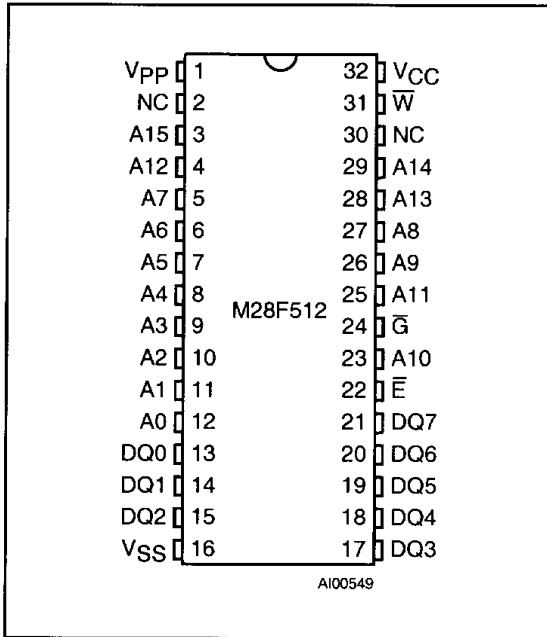 VPP 1 32 VCC
NC 2 31 W̅
A15 3 30 NC
A12 4 29 A14
A7 5 28 A13
A6 6 27 A8
A5 7 26 A9
A4 8 25 A11
M28F512
A3 9 24 G̅
A2 10 23 A10
A1 11 22 E̅
A0 12 21 DQ7
DQ0 13 20 DQ6
DQ1 14 19 DQ5
DQ2 15 18 DQ4
VSS 16 17 DQ3
AI00549